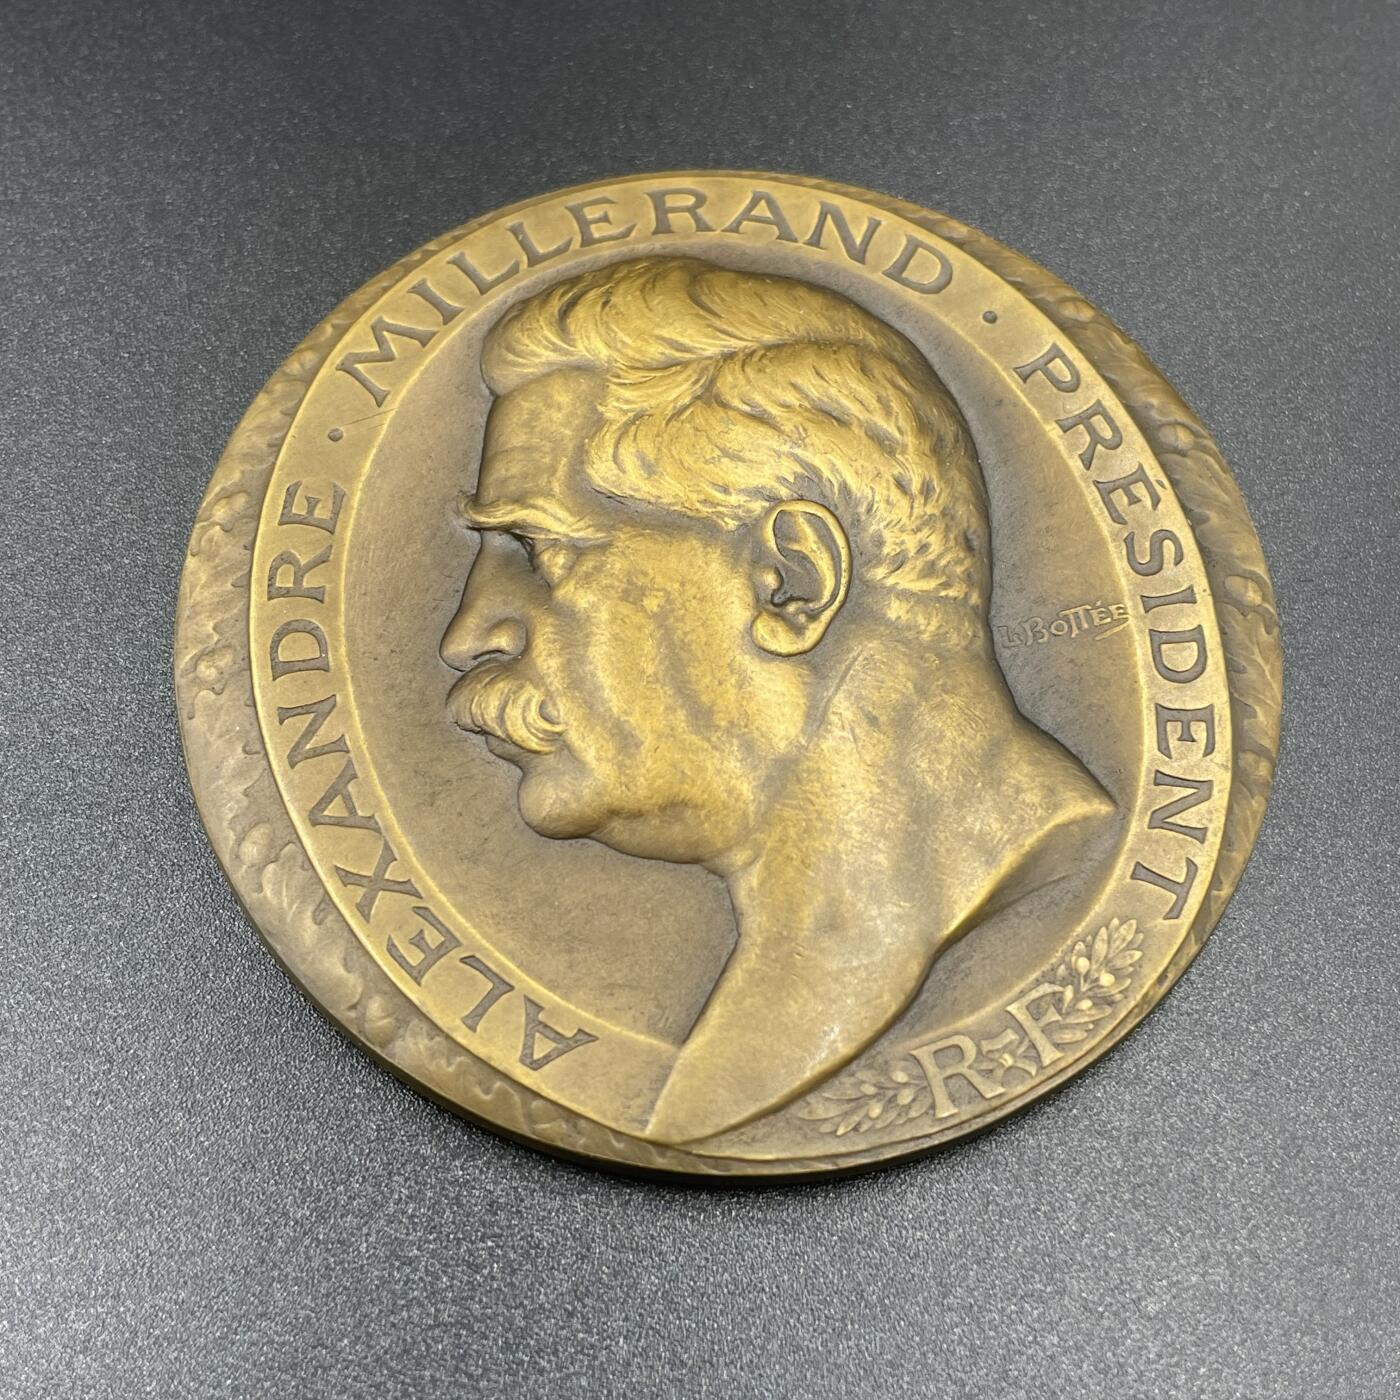 ALEXANDRE · MILLERAND · PRÉSIDENT
L. BOTTÉE
R F